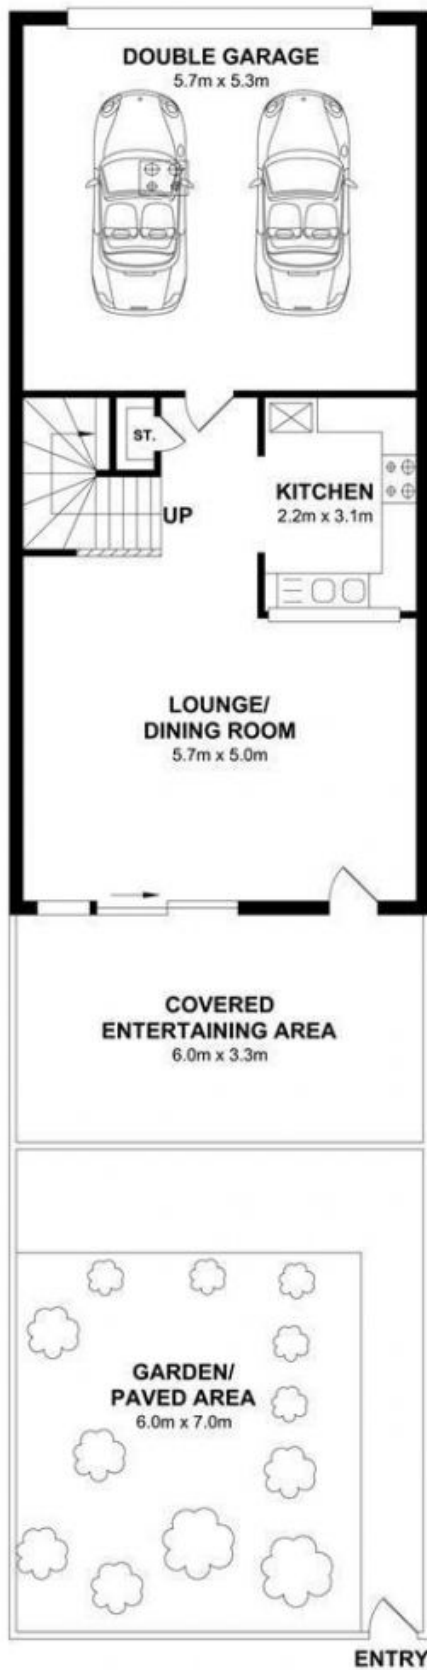 DOUBLE GARAGE
5.7m x 5.3m
ST.
UP
KITCHEN
2.2m x 3.1m
LOUNGE/
DINING ROOM
5.7m x 5.0m
COVERED
ENTERTAINING AREA
6.0m x 3.3m
GARDEN/
PAVED AREA
6.0m x 7.0m
ENTRY